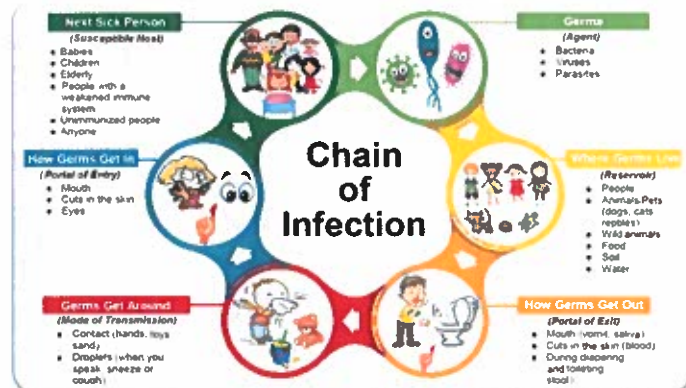 Next Sick Person
(Susceptible Host)
Babies
Children
Elderly
People with a
weakened immune
system
Unimmunized people
Anyone
Germs
(Agent)
Bacteria
Viruses
Parasites
How Germs Get In
(Portal of Entry)
Mouth
Cuts in the skin
Eyes
Chain
of
Infection
Where Germs Live
(Reservoir)
People
Animals/Pets
(dogs, cats
reptiles)
Wild animals
Food
Soil
Water
Germs Get Around
(Mode of Transmission)
Contact (hands, toys
sand)
Droplets (when you
speak sneeze or
cough)
How Germs Get Out
(Portal of Exit)
Mouth (vomit, saliva)
Cuts in the skin (blood)
During diapering
and toileting
stool)